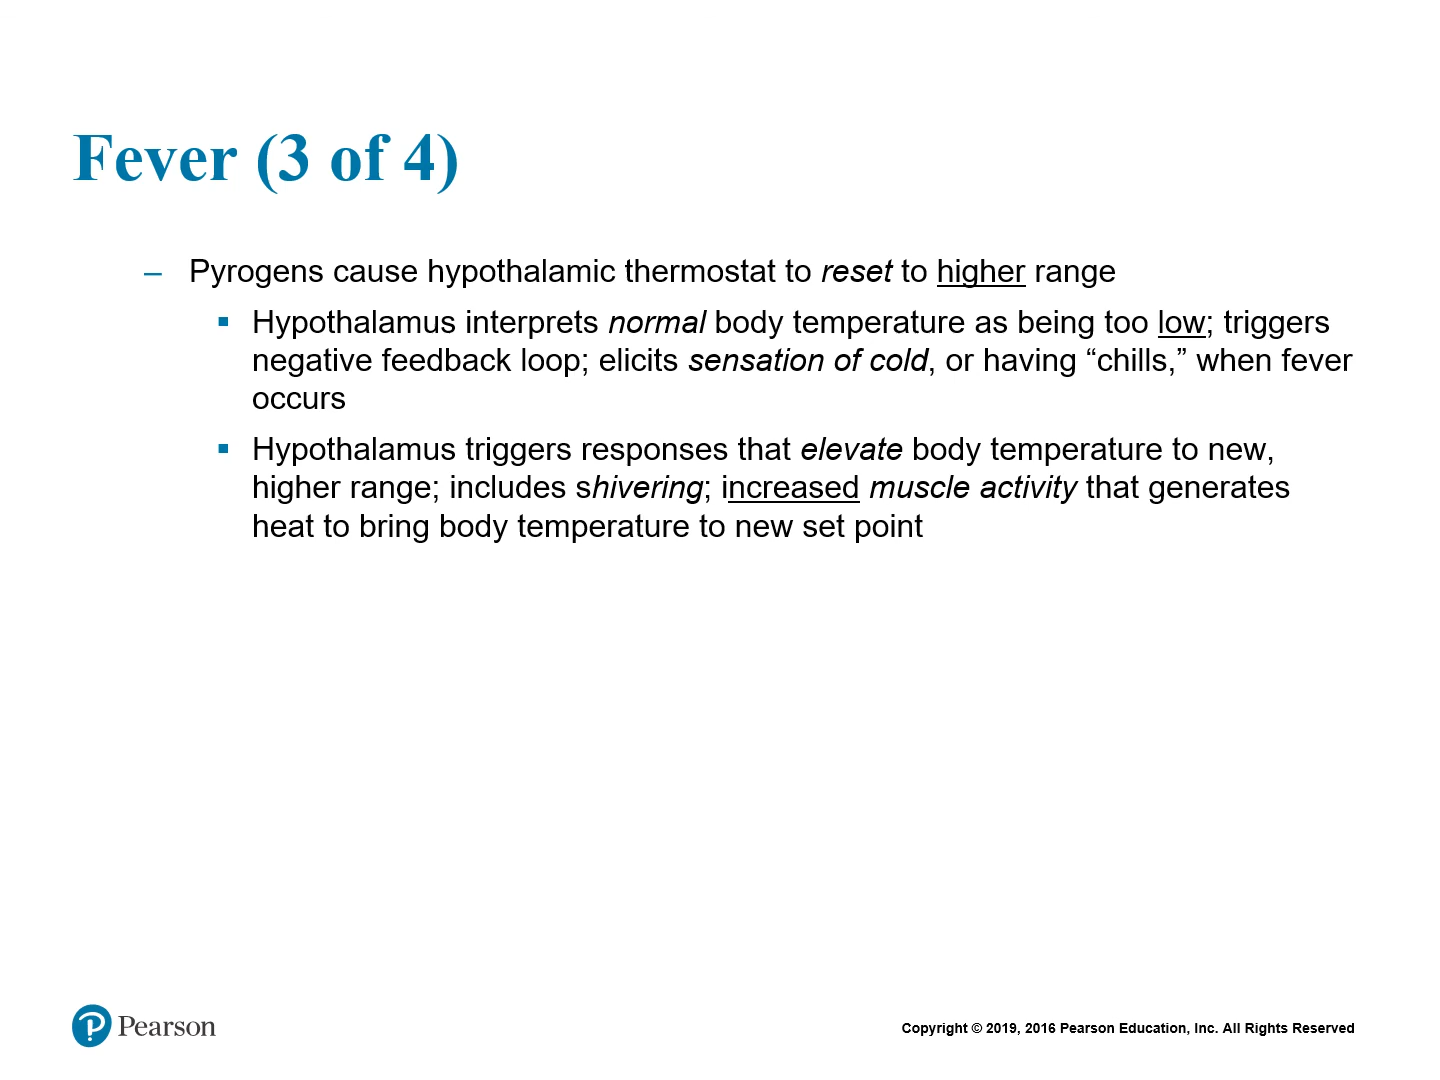 Fever (3 of 4)
– Pyrogens cause hypothalamic thermostat to reset to higher range
▪ Hypothalamus interprets normal body temperature as being too low; triggers
negative feedback loop; elicits sensation of cold, or having “chills,” when fever
occurs
▪ Hypothalamus triggers responses that elevate body temperature to new,
higher range; includes shivering; increased muscle activity that generates
heat to bring body temperature to new set point
Pearson
Copyright © 2019, 2016 Pearson Education, Inc. All Rights Reserved